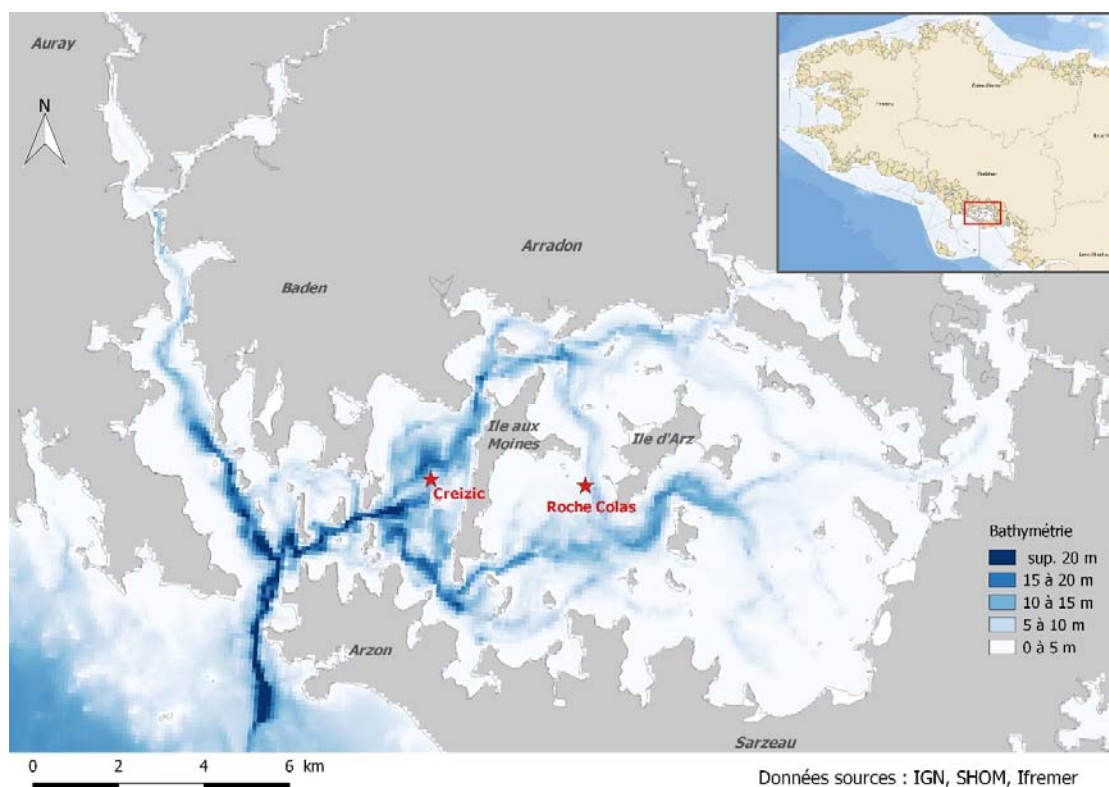 Auray
N
Baden
Arradon
Ile aux
Moines
Ile d'Arz
Creizic
Roche Colas
Arzon
Sarzeau
Bathymétrie
sup. 20 m
15 à 20 m
10 à 15 m
5 à 10 m
0 à 5 m
0 2 4 6 km
Données sources : IGN, SHOM, Ifremer